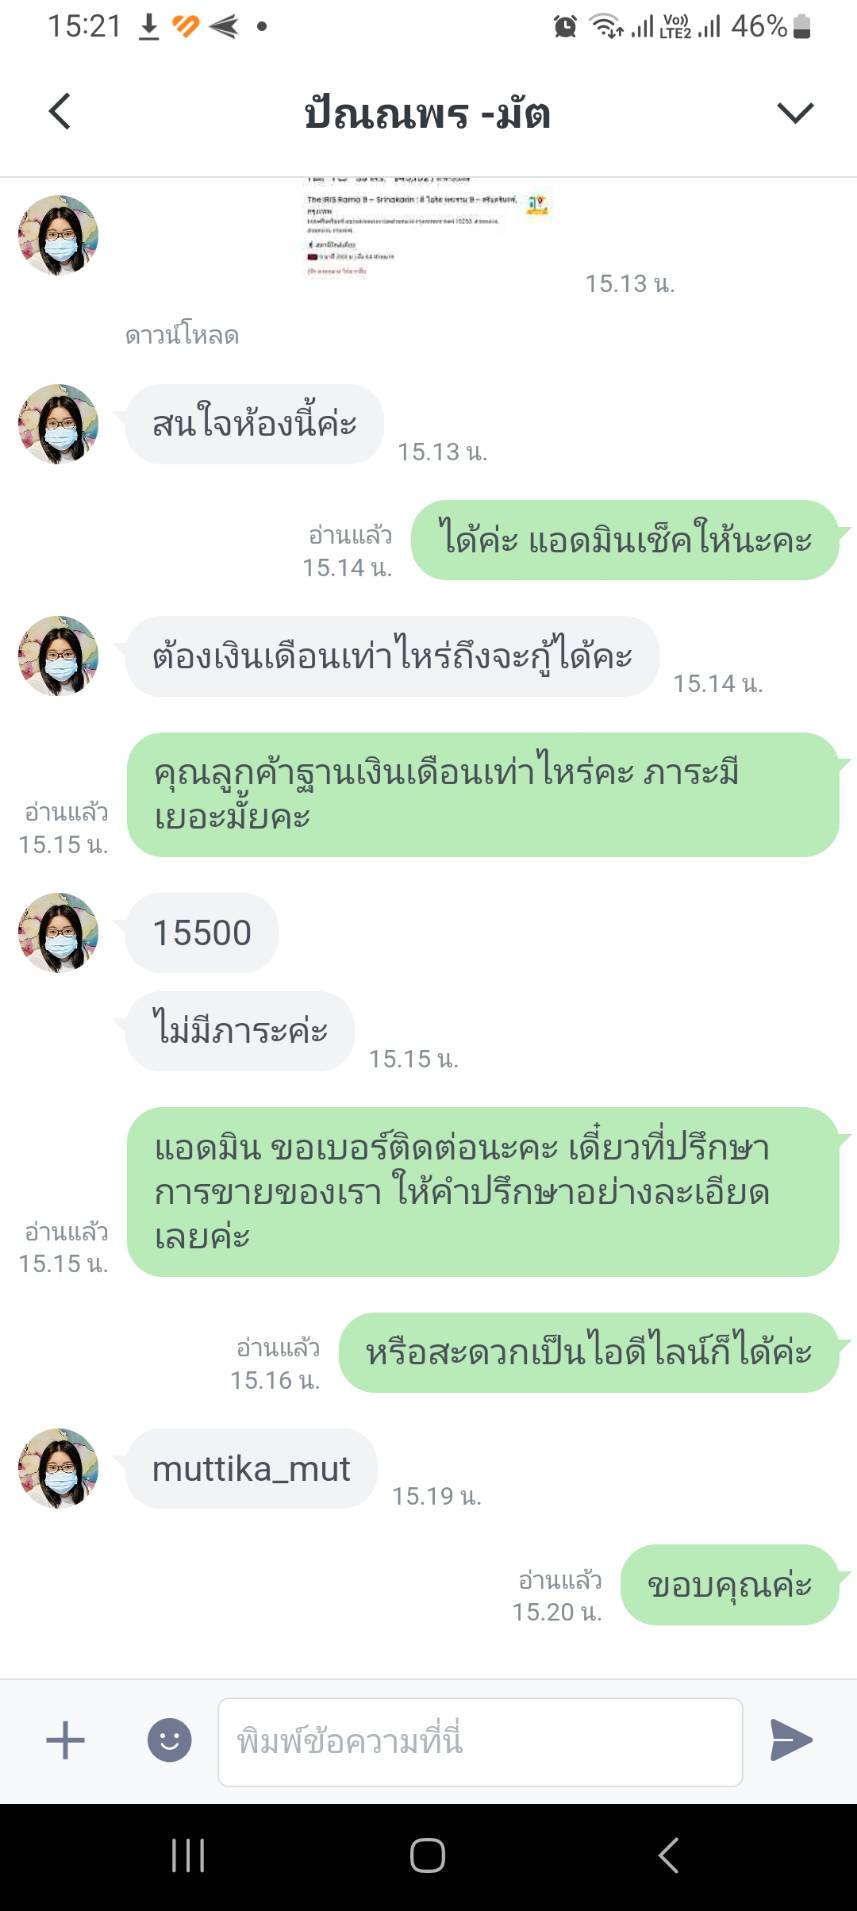 15:21
Vo))
LTE2
46%
ปัณณพร -มัต
The IRIS Rama 9 - Srinakarin :
15.13 น.
ดาวน์โหลด
สนใจห้องนี้ค่ะ
15.13 น.
อ่านแล้ว
15.14 น.
ได้ค่ะ แอดมินเช็คให้นะคะ
ต้องเงินเดือนเท่าไหร่ถึงจะกู้ได้คะ
15.14 น.
คุณลูกค้าฐานเงินเดือนเท่าไหร่คะ ภาระมี
เยอะมั้ยคะ
อ่านแล้ว
15.15 น.
15500
ไม่มีภาระค่ะ
15.15 น.
แอดมิน ขอเบอร์ติดต่อนะคะ เดี๋ยวที่ปรึกษา
การขายของเรา ให้คำปรึกษาอย่างละเอียด
เลยค่ะ
อ่านแล้ว
15.15 น.
อ่านแล้ว
15.16 น.
หรือสะดวกเป็นไอดีไลน์ก็ได้ค่ะ
muttika_mut
15.19 น.
อ่านแล้ว
15.20 น.
ขอบคุณค่ะ
พิมพ์ข้อความที่นี่